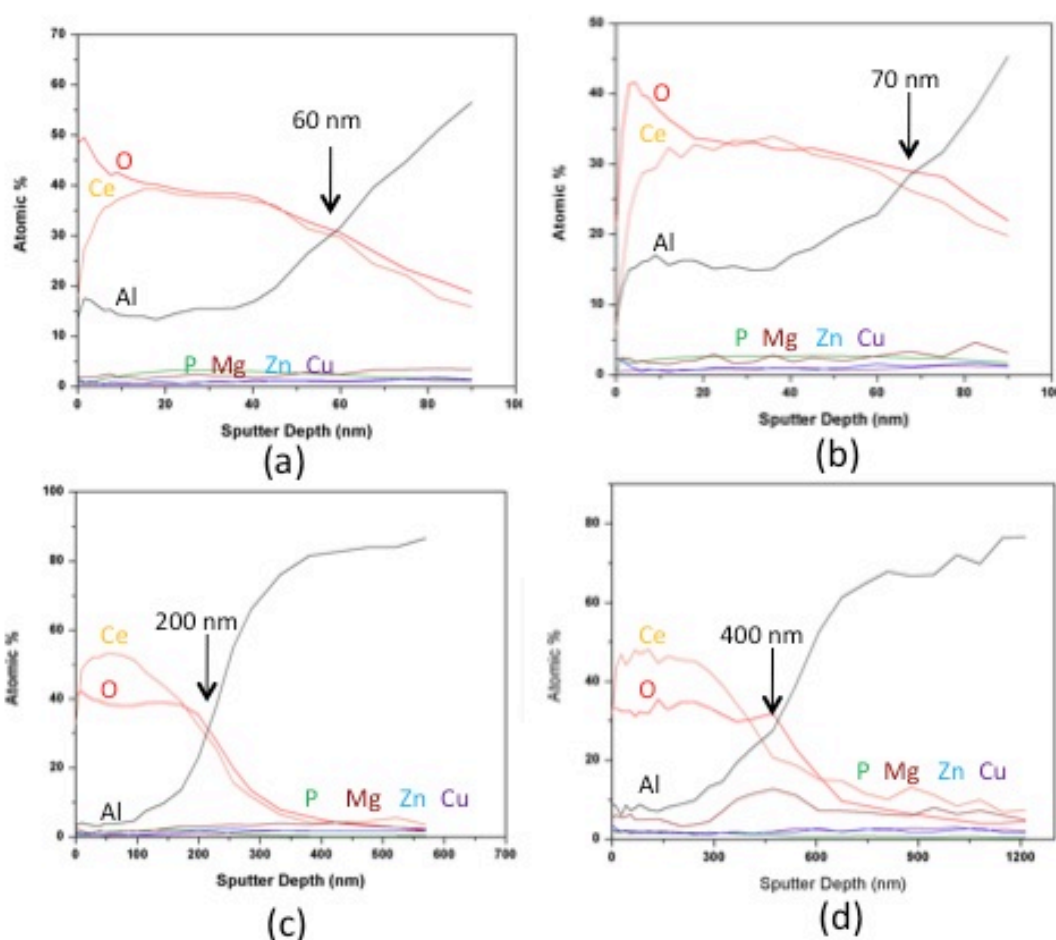 (a)
70
60
50
40
30
20
10
0
Atomic %
O
Ce
Al
60 nm
P Mg Zn Cu
0 20 40 60 80 100
Sputter Depth (nm)
(a)
(b)
50
40
30
20
10
0
Atomic %
O
Ce
Al
70 nm
P Mg Zn Cu
0 20 40 60 80 10
Sputter Depth (nm)
(b)
100
80
60
40
20
0
Atomic %
Ce
O
Al
200 nm
P Mg Zn Cu
0 100 200 300 400 500 600 700
Sputter Depth (nm)
(c)
80
60
40
20
0
Atomic %
Ce
O
Al
400 nm
P Mg Zn Cu
0 300 600 900 1200
Sputter Depth (nm)
(d)